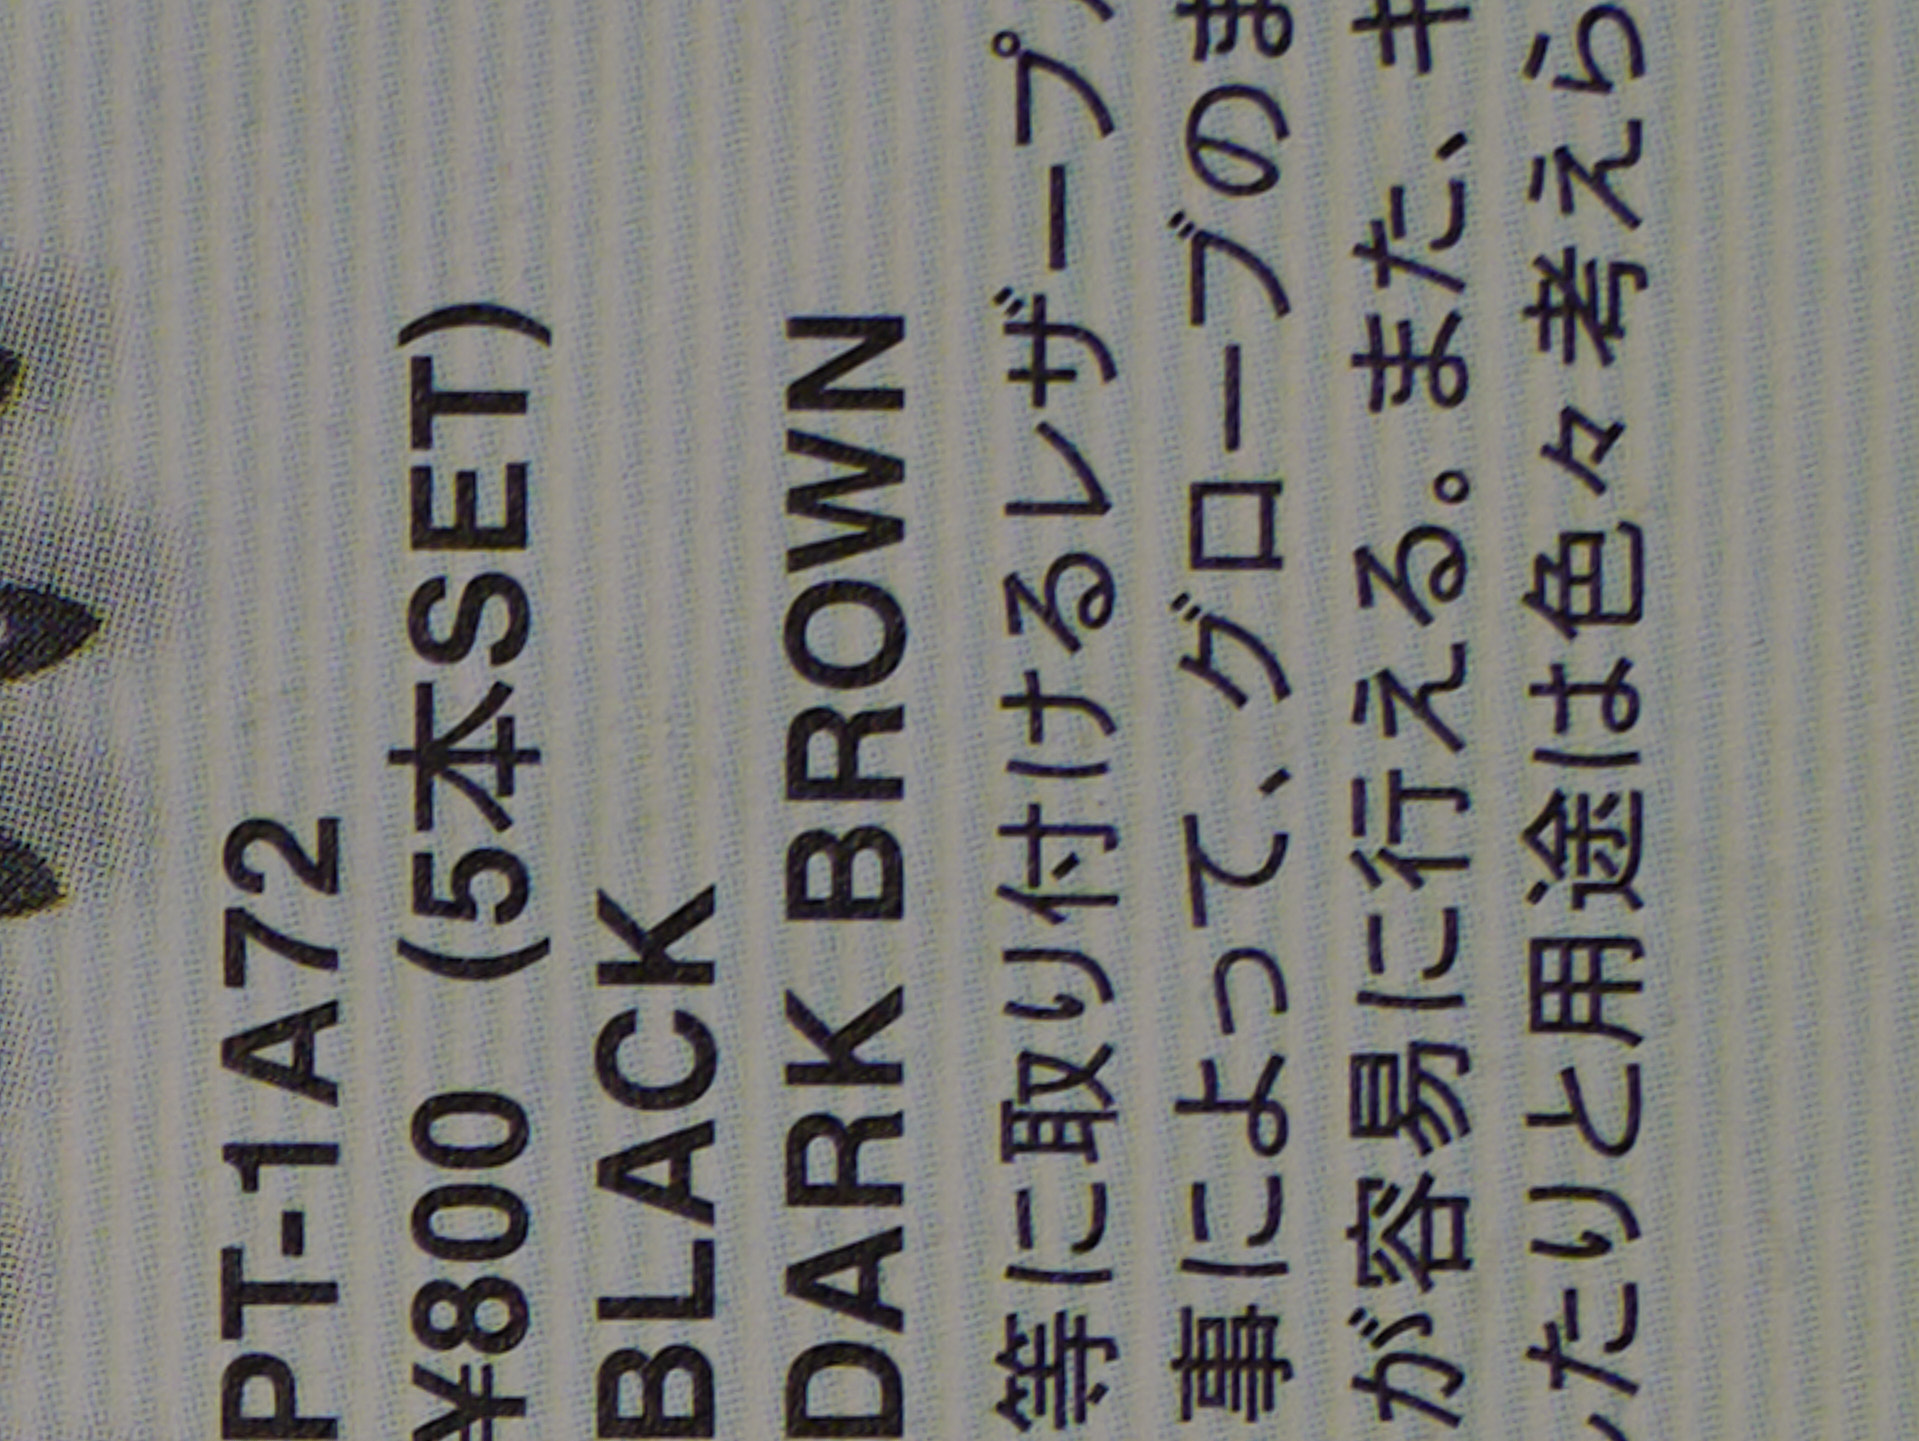 PT-1A72
¥800 (5本SET)
BLACK
DARK BROWN
等に取り付けるレザープ
事によって、グローブのま
が容易に行える。また、キ
たりと用途は色々考えら